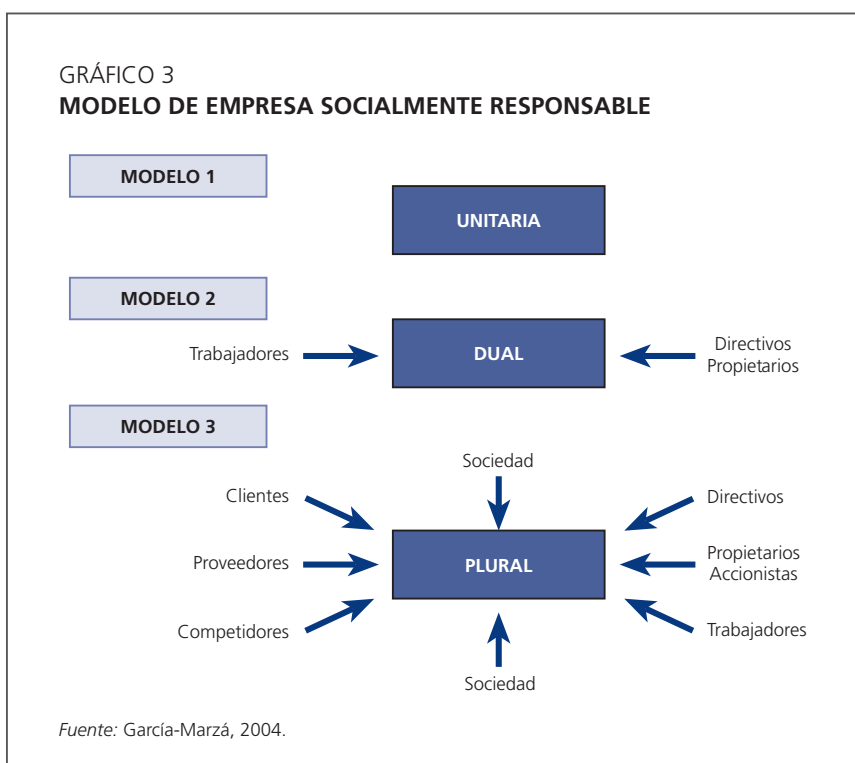 GRÁFICO 3
MODELO DE EMPRESA SOCIALMENTE RESPONSABLE
MODELO 1
UNITARIA
MODELO 2
Trabajadores
DUAL
Directivos
Propietarios
MODELO 3
Sociedad
Clientes
Directivos
Proveedores
PLURAL
Propietarios
Accionistas
Competidores
Trabajadores
Sociedad
Fuente: García-Marzá, 2004.